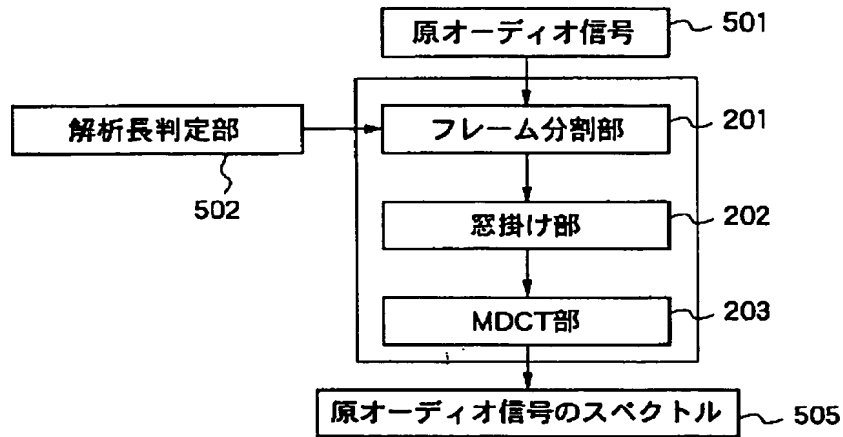 原オーディオ信号 501
解析長判定部 フレーム分割部 201
502
窓掛け部 202
MDCT部 203
原オーディオ信号のスペクトル 505